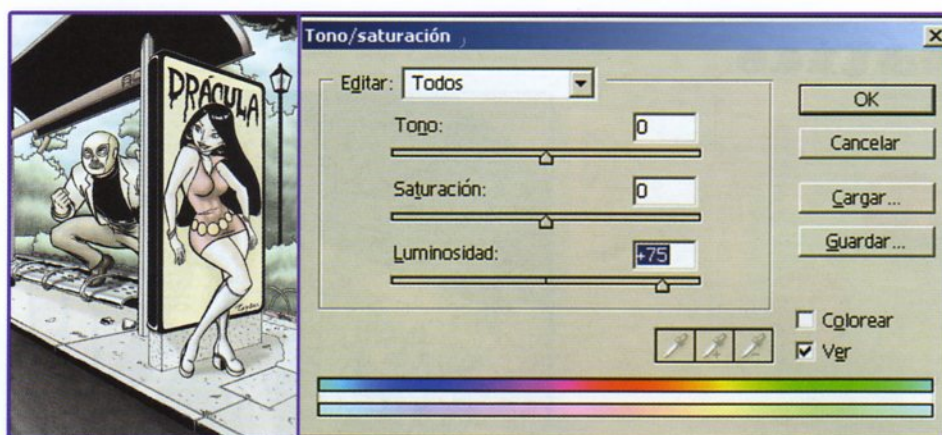 DRÁCULA
Tono/saturación
Editar: Todos
OK
Tono: 0
Cancelar
Saturación: 0
Cargar...
Guardar...
Luminosidad: +75
Colorear
Ver